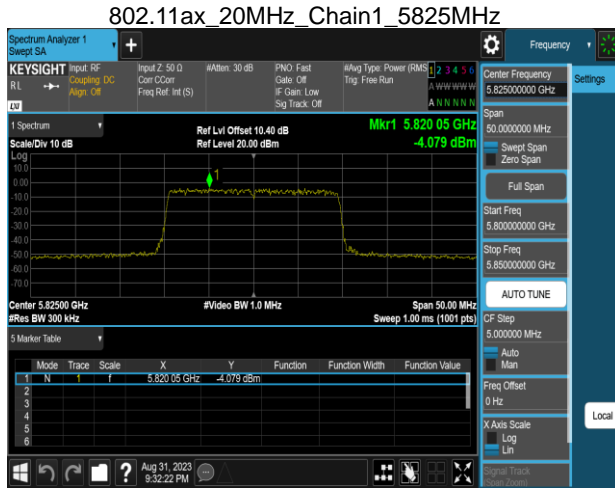 802.11ax_20MHz_Chain1_5825MHz
Spectrum Analyzer 1
Swept SA
Frequency
KEYSIGHT Input: RF Input Z: 50 Ω #Atten: 30 dB PNO: Fast #Avg Type: Power (RMS 1 2 3 4 5 6
RL Coupling: DC Corr CCorr Gate: Off Trig: Free Run A WW W W W
Align: Off Freq Ref: Int (S) IF Gain: Low
Sig Track: Off A N N N N N
LXI
1 Spectrum
Ref Lvl Offset 10.40 dB Mkr1 5.820 05 GHz
Scale/Div 10 dB Ref Level 20.00 dBm -4.079 dBm
Log
10.0
0.00
-10.0
-20.0
-30.0
-40.0
-50.0
-60.0
-70.0
1
Center 5.82500 GHz #Video BW 1.0 MHz Span 50.00 MHz
#Res BW 300 kHz Sweep 1.00 ms (1001 pts)
5 Marker Table
Mode Trace Scale X Y Function Function Width Function Value
1 N 1 f 5.820 05 GHz -4.079 dBm
2
3
4
5
6
Aug 31, 2023
9:32:22 PM
Center Frequency
5.825000000 GHz
Settings
Span
50.0000000 MHz
Swept Span
Zero Span
Full Span
Start Freq
5.800000000 GHz
Stop Freq
5.850000000 GHz
AUTO TUNE
CF Step
5.000000 MHz
Auto
Man
Freq Offset
0 Hz
Local
X Axis Scale
Log
Lin
Signal Track
(Span Zoom)